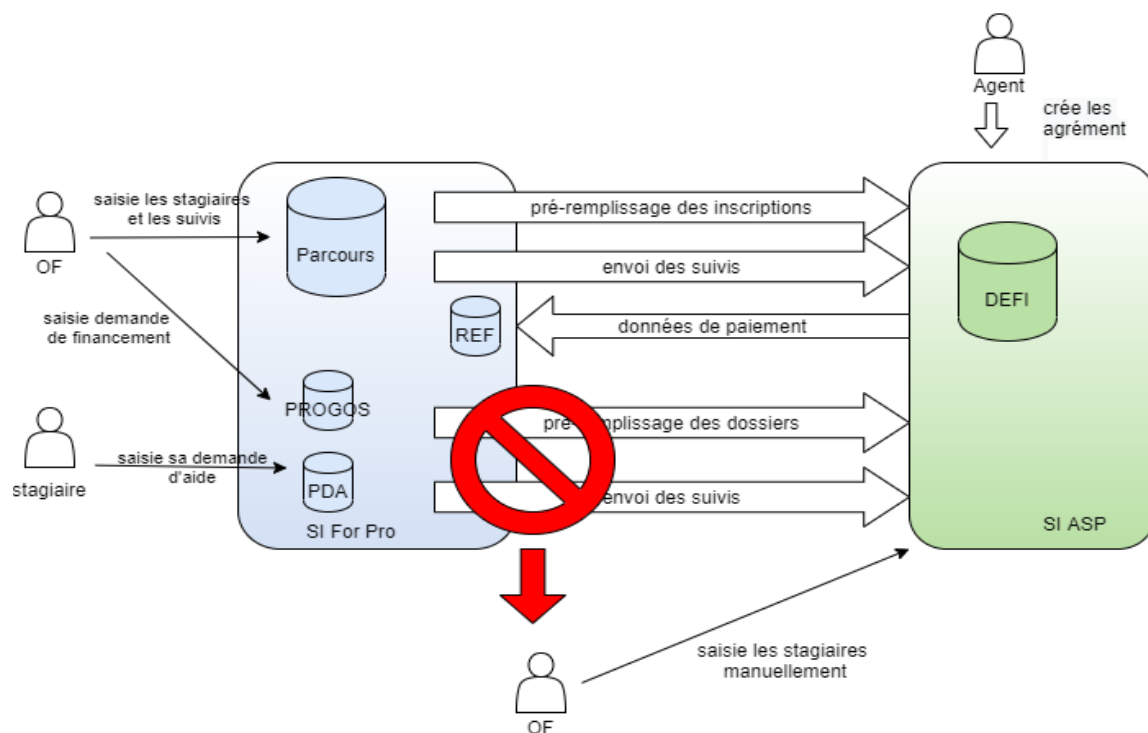 Agent
crée les
agrément
saisie les stagiaires
et les suivis
OF
Parcours
pré-remplissage des inscriptions
envoi des suivis
DEFI
saisie demande
de financement
REF
données de paiement
PROGOS
pré-remplissage des dossiers
stagiaire
saisie sa demande
d'aide
PDA
envoi des suivis
SI For Pro
SI ASP
saisie les stagiaires
manuellement
OF